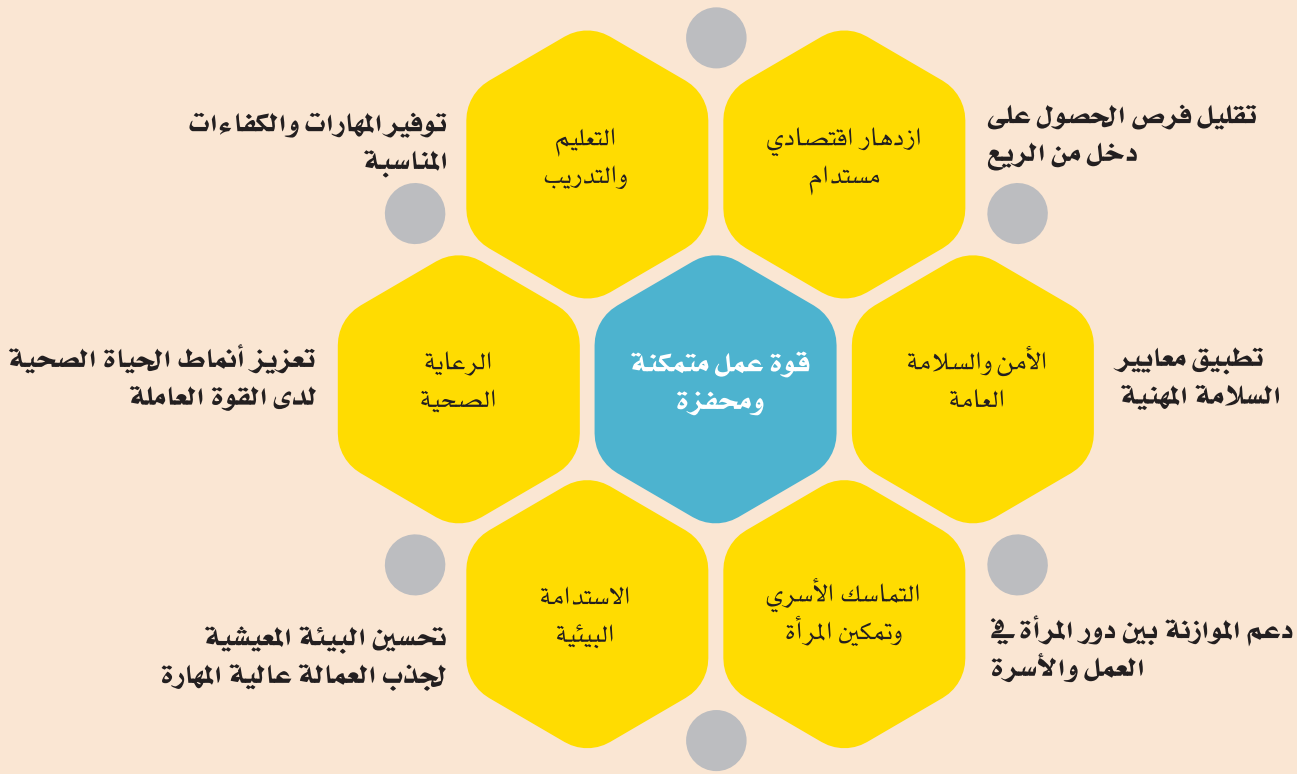 ازدهار اقتصادي
مستدام
تقليل فرص الحصول على
دخل من الريع
التعليم
والتدريب
توفير المهارات والكفاءات
المناسبة
الأمن والسلامة
العامة
تطبيق معايير
السلامة المهنية
قوة عمل متمكنة
ومحفزة
الرعاية
الصحية
تعزيز أنماط الحياة الصحية
لدى القوة العاملة
التماسك الأسري
وتمكين المرأة
دعم الموازنة بين دور المرأة في
العمل والأسرة
الاستدامة
البيئية
تحسين البيئة المعيشية
لجذب العمالة عالية المهارة